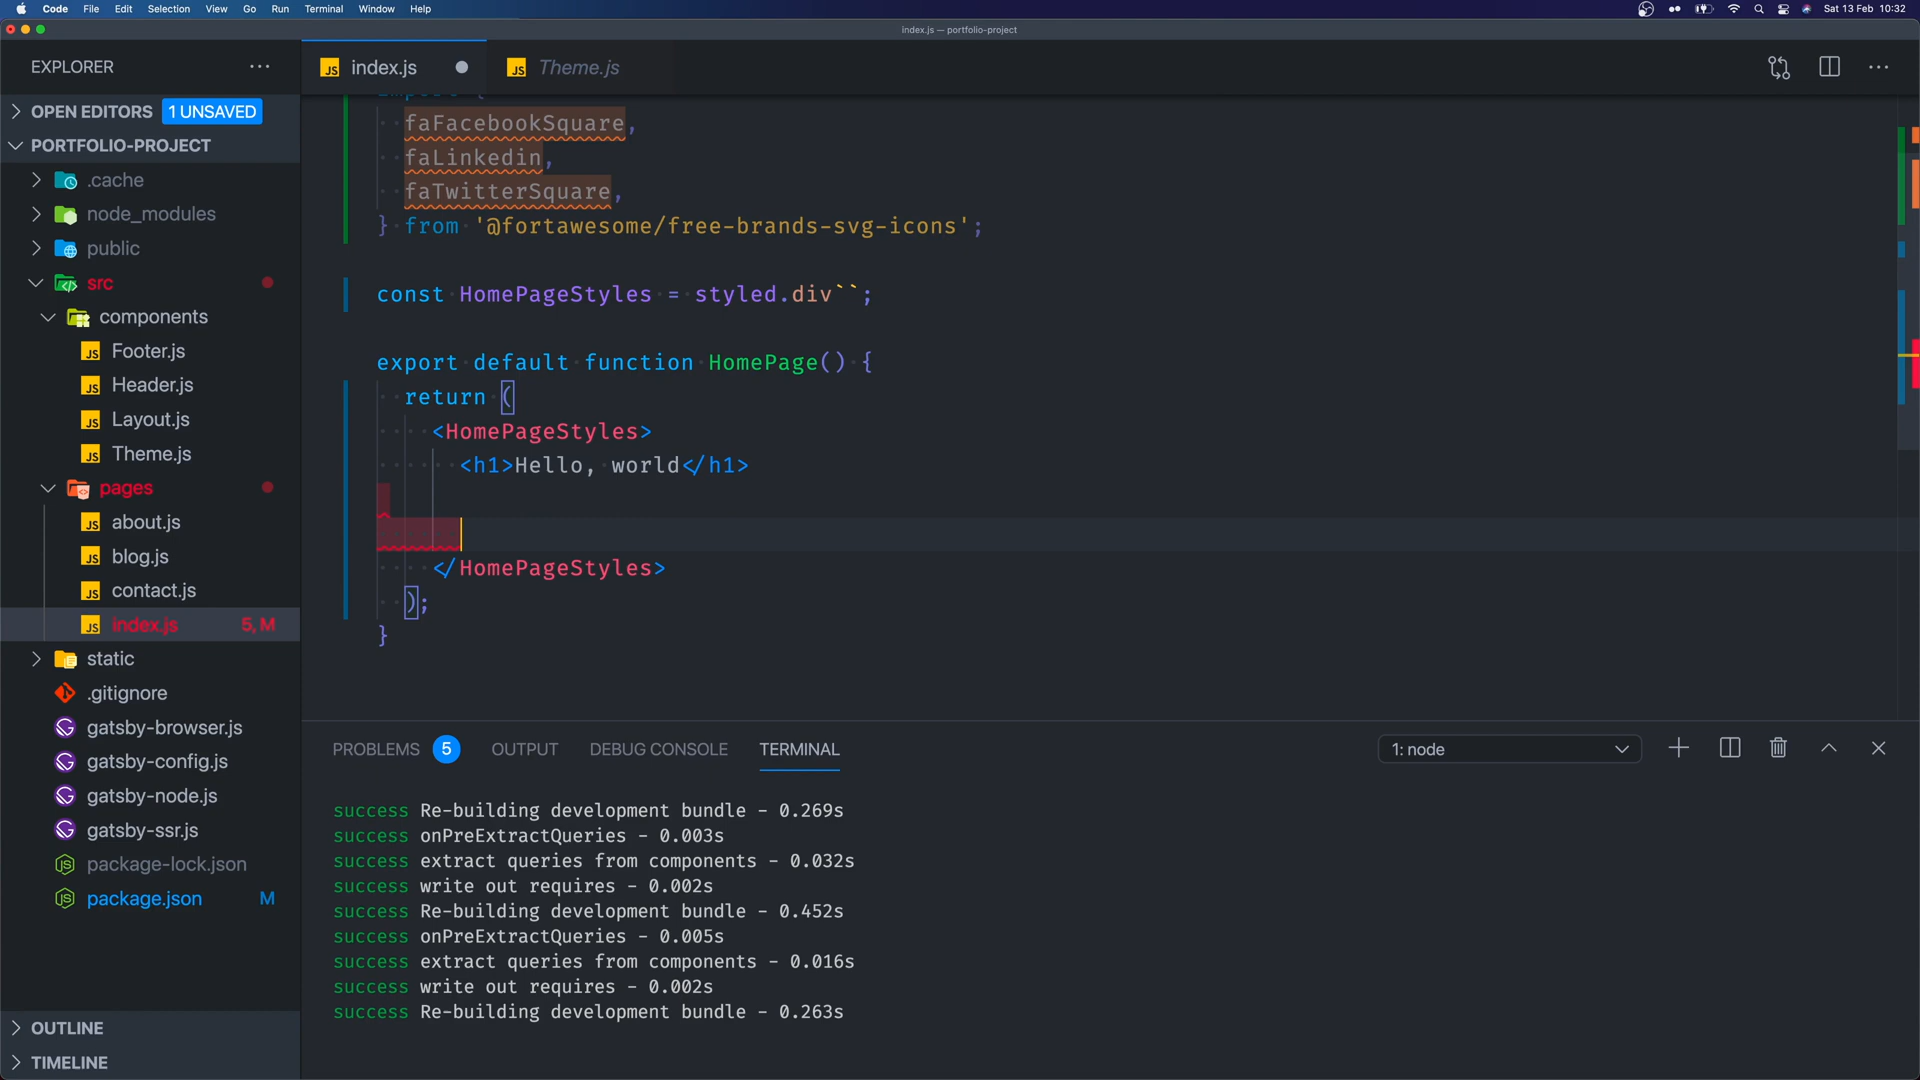 Code File Edit Selection View Go Run Terminal Window Help Sat 13 Feb 10:32
index.js — portfolio-project
EXPLORER
OPEN EDITORS 1 UNSAVED
PORTFOLIO-PROJECT
.cache
node_modules
public
src
components
Footer.js
Header.js
Layout.js
Theme.js
pages
about.js
blog.js
contact.js
index.js 5, M
static
.gitignore
gatsby-browser.js
gatsby-config.js
gatsby-node.js
gatsby-ssr.js
package-lock.json
package.json M
OUTLINE
TIMELINE
JS index.js JS Theme.js
import {
faFacebookSquare,
faLinkedin,
faTwitterSquare,
} from '@fortawesome/free-brands-svg-icons';
const HomePageStyles = styled.div``;
export default function HomePage() {
return (
<HomePageStyles>
<h1>Hello, world</h1>
</HomePageStyles>
);
}
PROBLEMS 5 OUTPUT DEBUG CONSOLE TERMINAL 1: node
success Re-building development bundle - 0.269s
success onPreExtractQueries - 0.003s
success extract queries from components - 0.032s
success write out requires - 0.002s
success Re-building development bundle - 0.452s
success onPreExtractQueries - 0.005s
success extract queries from components - 0.016s
success write out requires - 0.002s
success Re-building development bundle - 0.263s